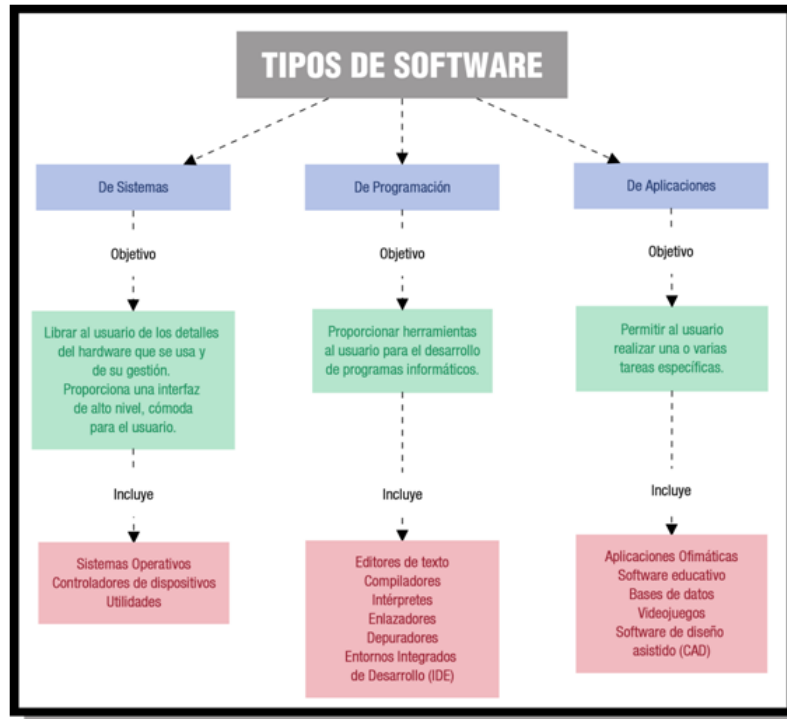 TIPOS DE SOFTWARE
De Sistemas
Objetivo
Librar al usuario de los detalles
del hardware que se usa y
de su gestión.
Proporciona una interfaz
de alto nivel, cómoda
para el usuario.
Incluye
Sistemas Operativos
Controladores de dispositivos
Utilidades
De Programación
Objetivo
Proporcionar herramientas
al usuario para el desarrollo
de programas informáticos.
Incluye
Editores de texto
Compiladores
Intérpretes
Enlazadores
Depuradores
Entornos Integrados
de Desarrollo (IDE)
De Aplicaciones
Objetivo
Permitir al usuario
realizar una o varias
tareas específicas.
Incluye
Aplicaciones Ofimáticas
Software educativo
Bases de datos
Videojuegos
Software de diseño
asistido (CAD)